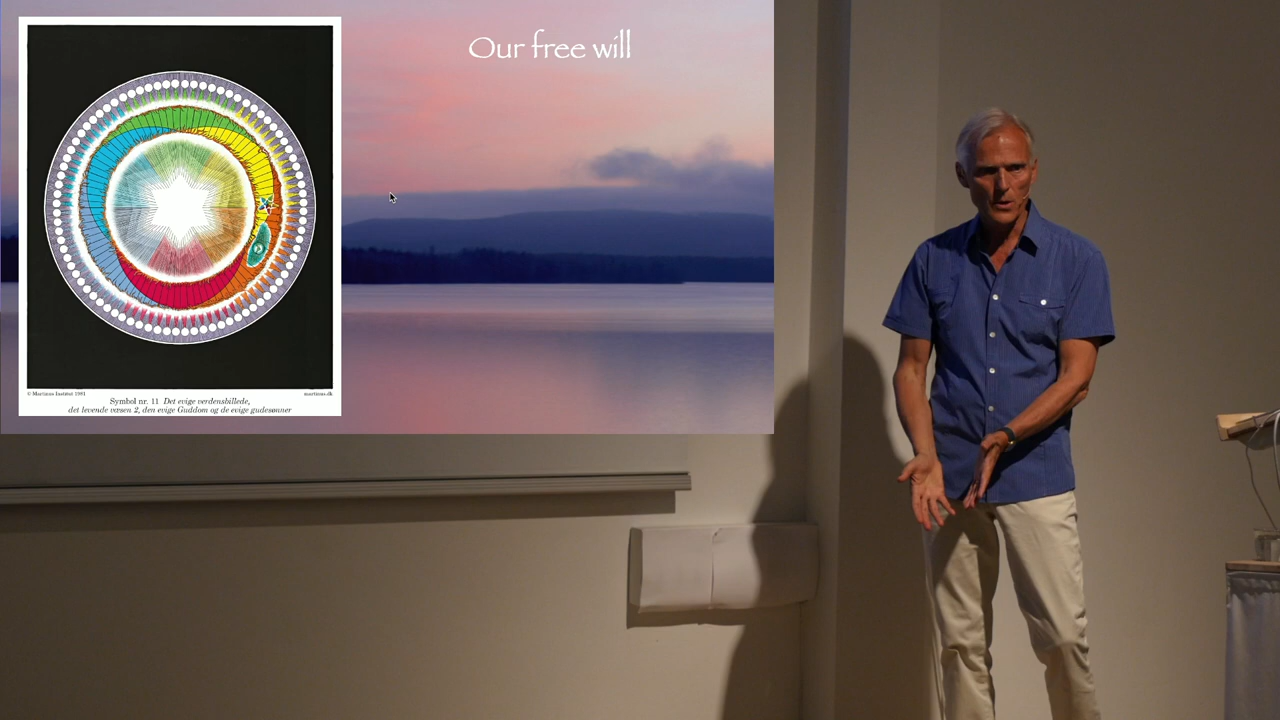 Our free will
© Martinus Institut 1981
martinus.dk
Symbol nr. 11 Det evige verdensbillede,
det levende væsen 2, den evige Guddom og de evige gudesønner